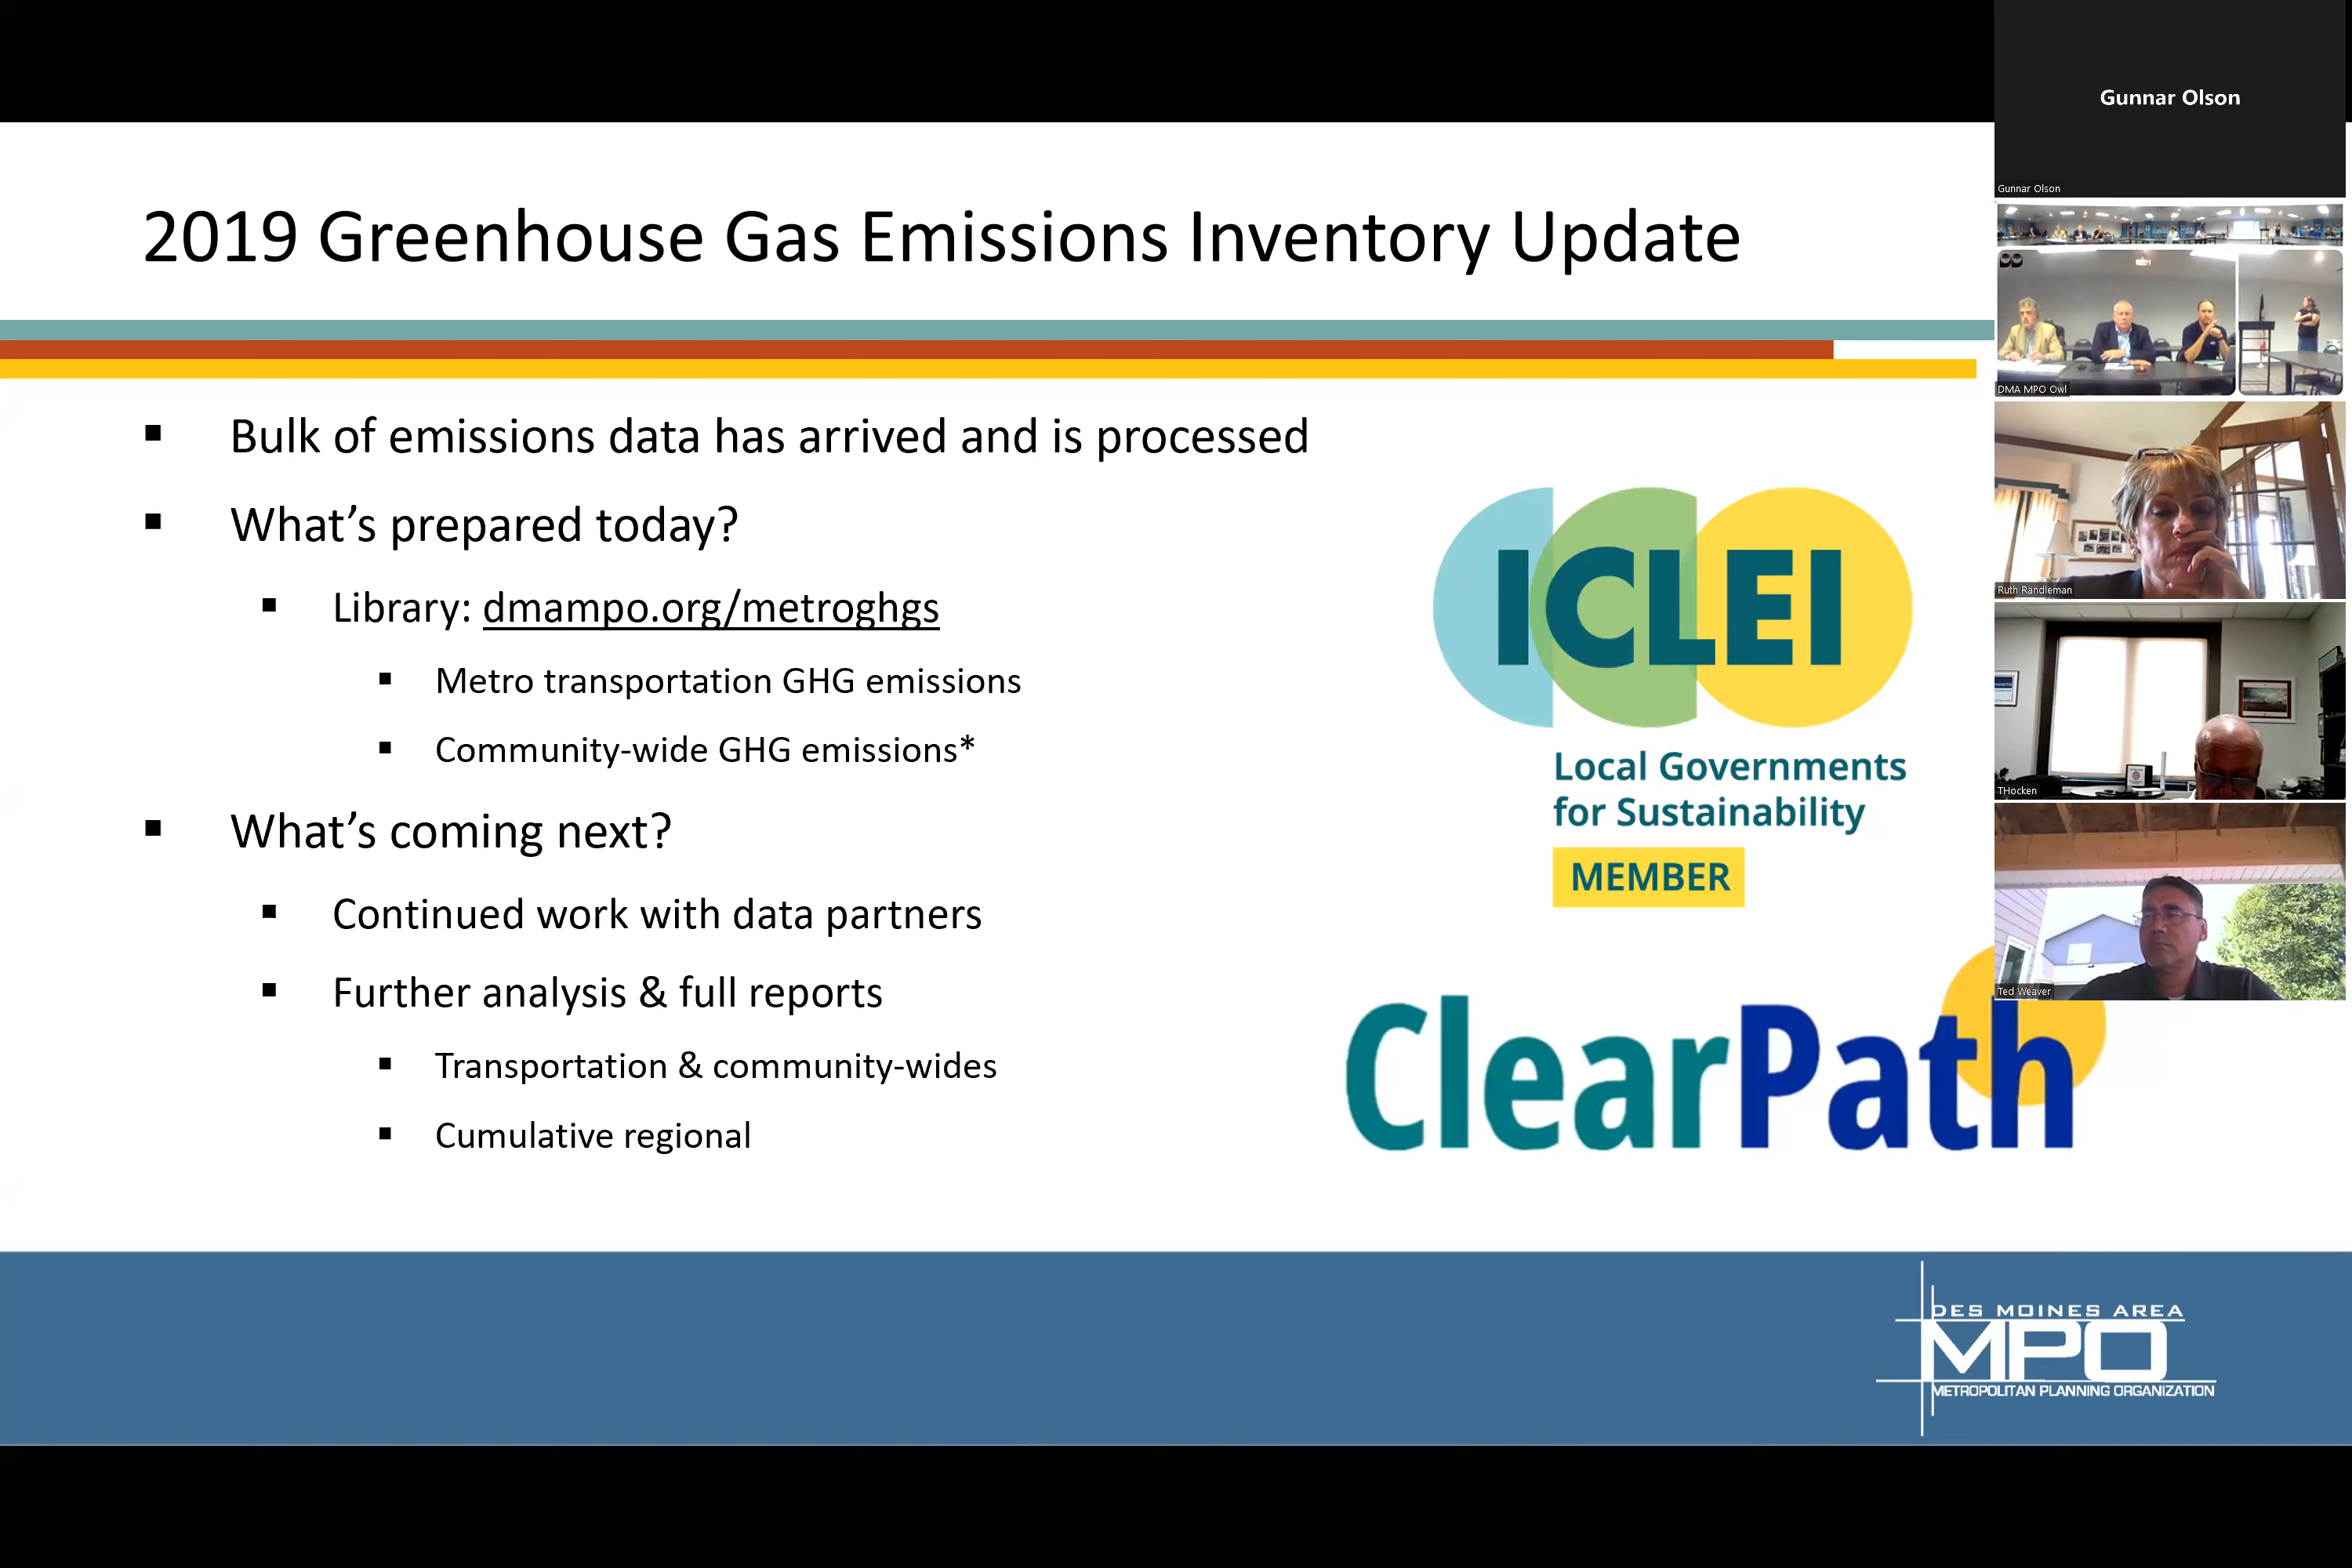 Gunnar Olson
Gunnar Olson
2019 Greenhouse Gas Emissions Inventory Update
DMA MPO Owl
Bulk of emissions data has arrived and is processed
What's prepared today?
Library: dmampo.org/metroghgs
Metro transportation GHG emissions
Community-wide GHG emissions*
What's coming next?
Continued work with data partners
Further analysis & full reports
Transportation & community-wides
Cumulative regional
ICLEI
Local Governments
for Sustainability
MEMBER
ClearPath
Ruth Randleman
THocken
Ted Weaver
DES MOINES AREA
MPO
METROPOLITAN PLANNING ORGANIZATION